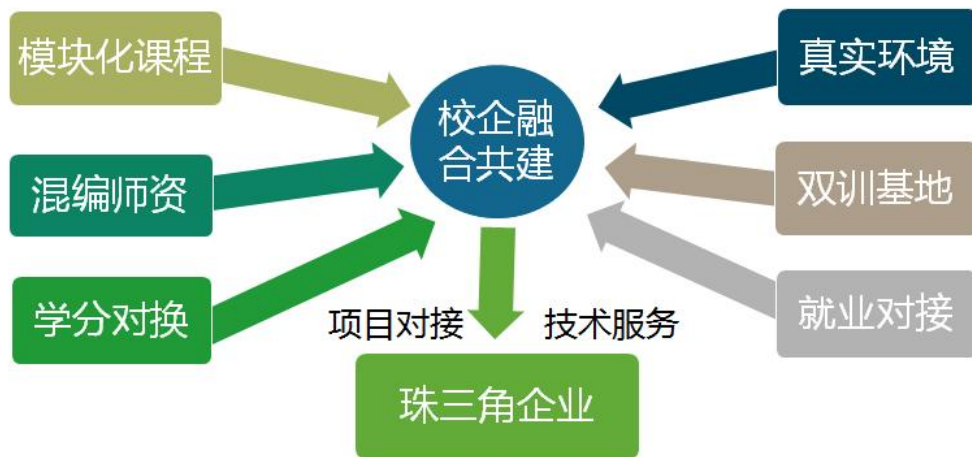 模块化课程
真实环境
校企融
合共建
混编师资
双训基地
学分对换
就业对接
项目对接
技术服务
珠三角企业